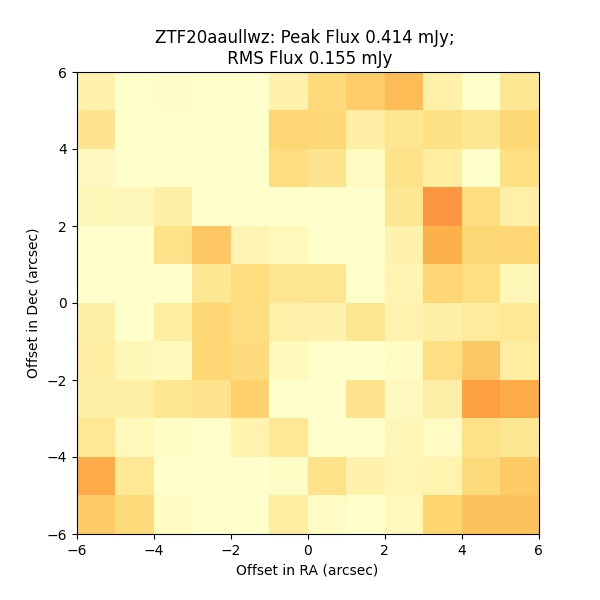 ZTF20aaullwz: Peak Flux 0.414 mJy;
RMS Flux 0.155 mJy
6
4
2
0
−2
−4
−6
Offset in Dec (arcsec)
−6 −4 −2 0 2 4 6
Offset in RA (arcsec)